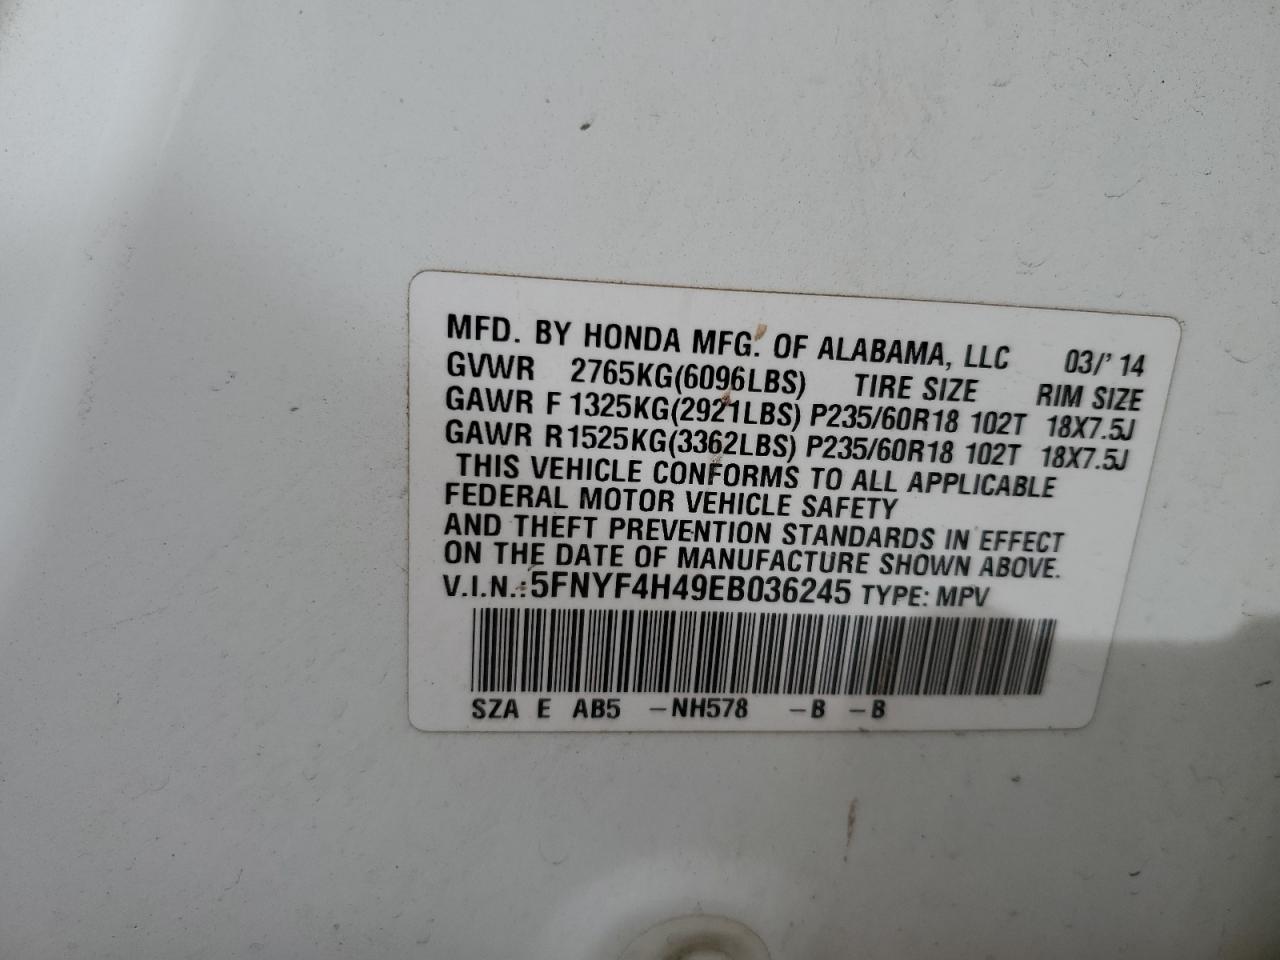 MFD. BY HONDA MFG. OF ALABAMA, LLC 03/' 14
GVWR 2765KG(6096LBS) TIRE SIZE RIM SIZE
GAWR F 1325KG(2921LBS) P235/60R18 102T 18X7.5J
GAWR R1525KG(3362LBS) P235/60R18 102T 18X7.5J
THIS VEHICLE CONFORMS TO ALL APPLICABLE
FEDERAL MOTOR VEHICLE SAFETY
AND THEFT PREVENTION STANDARDS IN EFFECT
ON THE DATE OF MANUFACTURE SHOWN ABOVE.
V.I.N.: 5FNYF4H49EB036245 TYPE: MPV
SZA E AB5 -NH578 -B -B